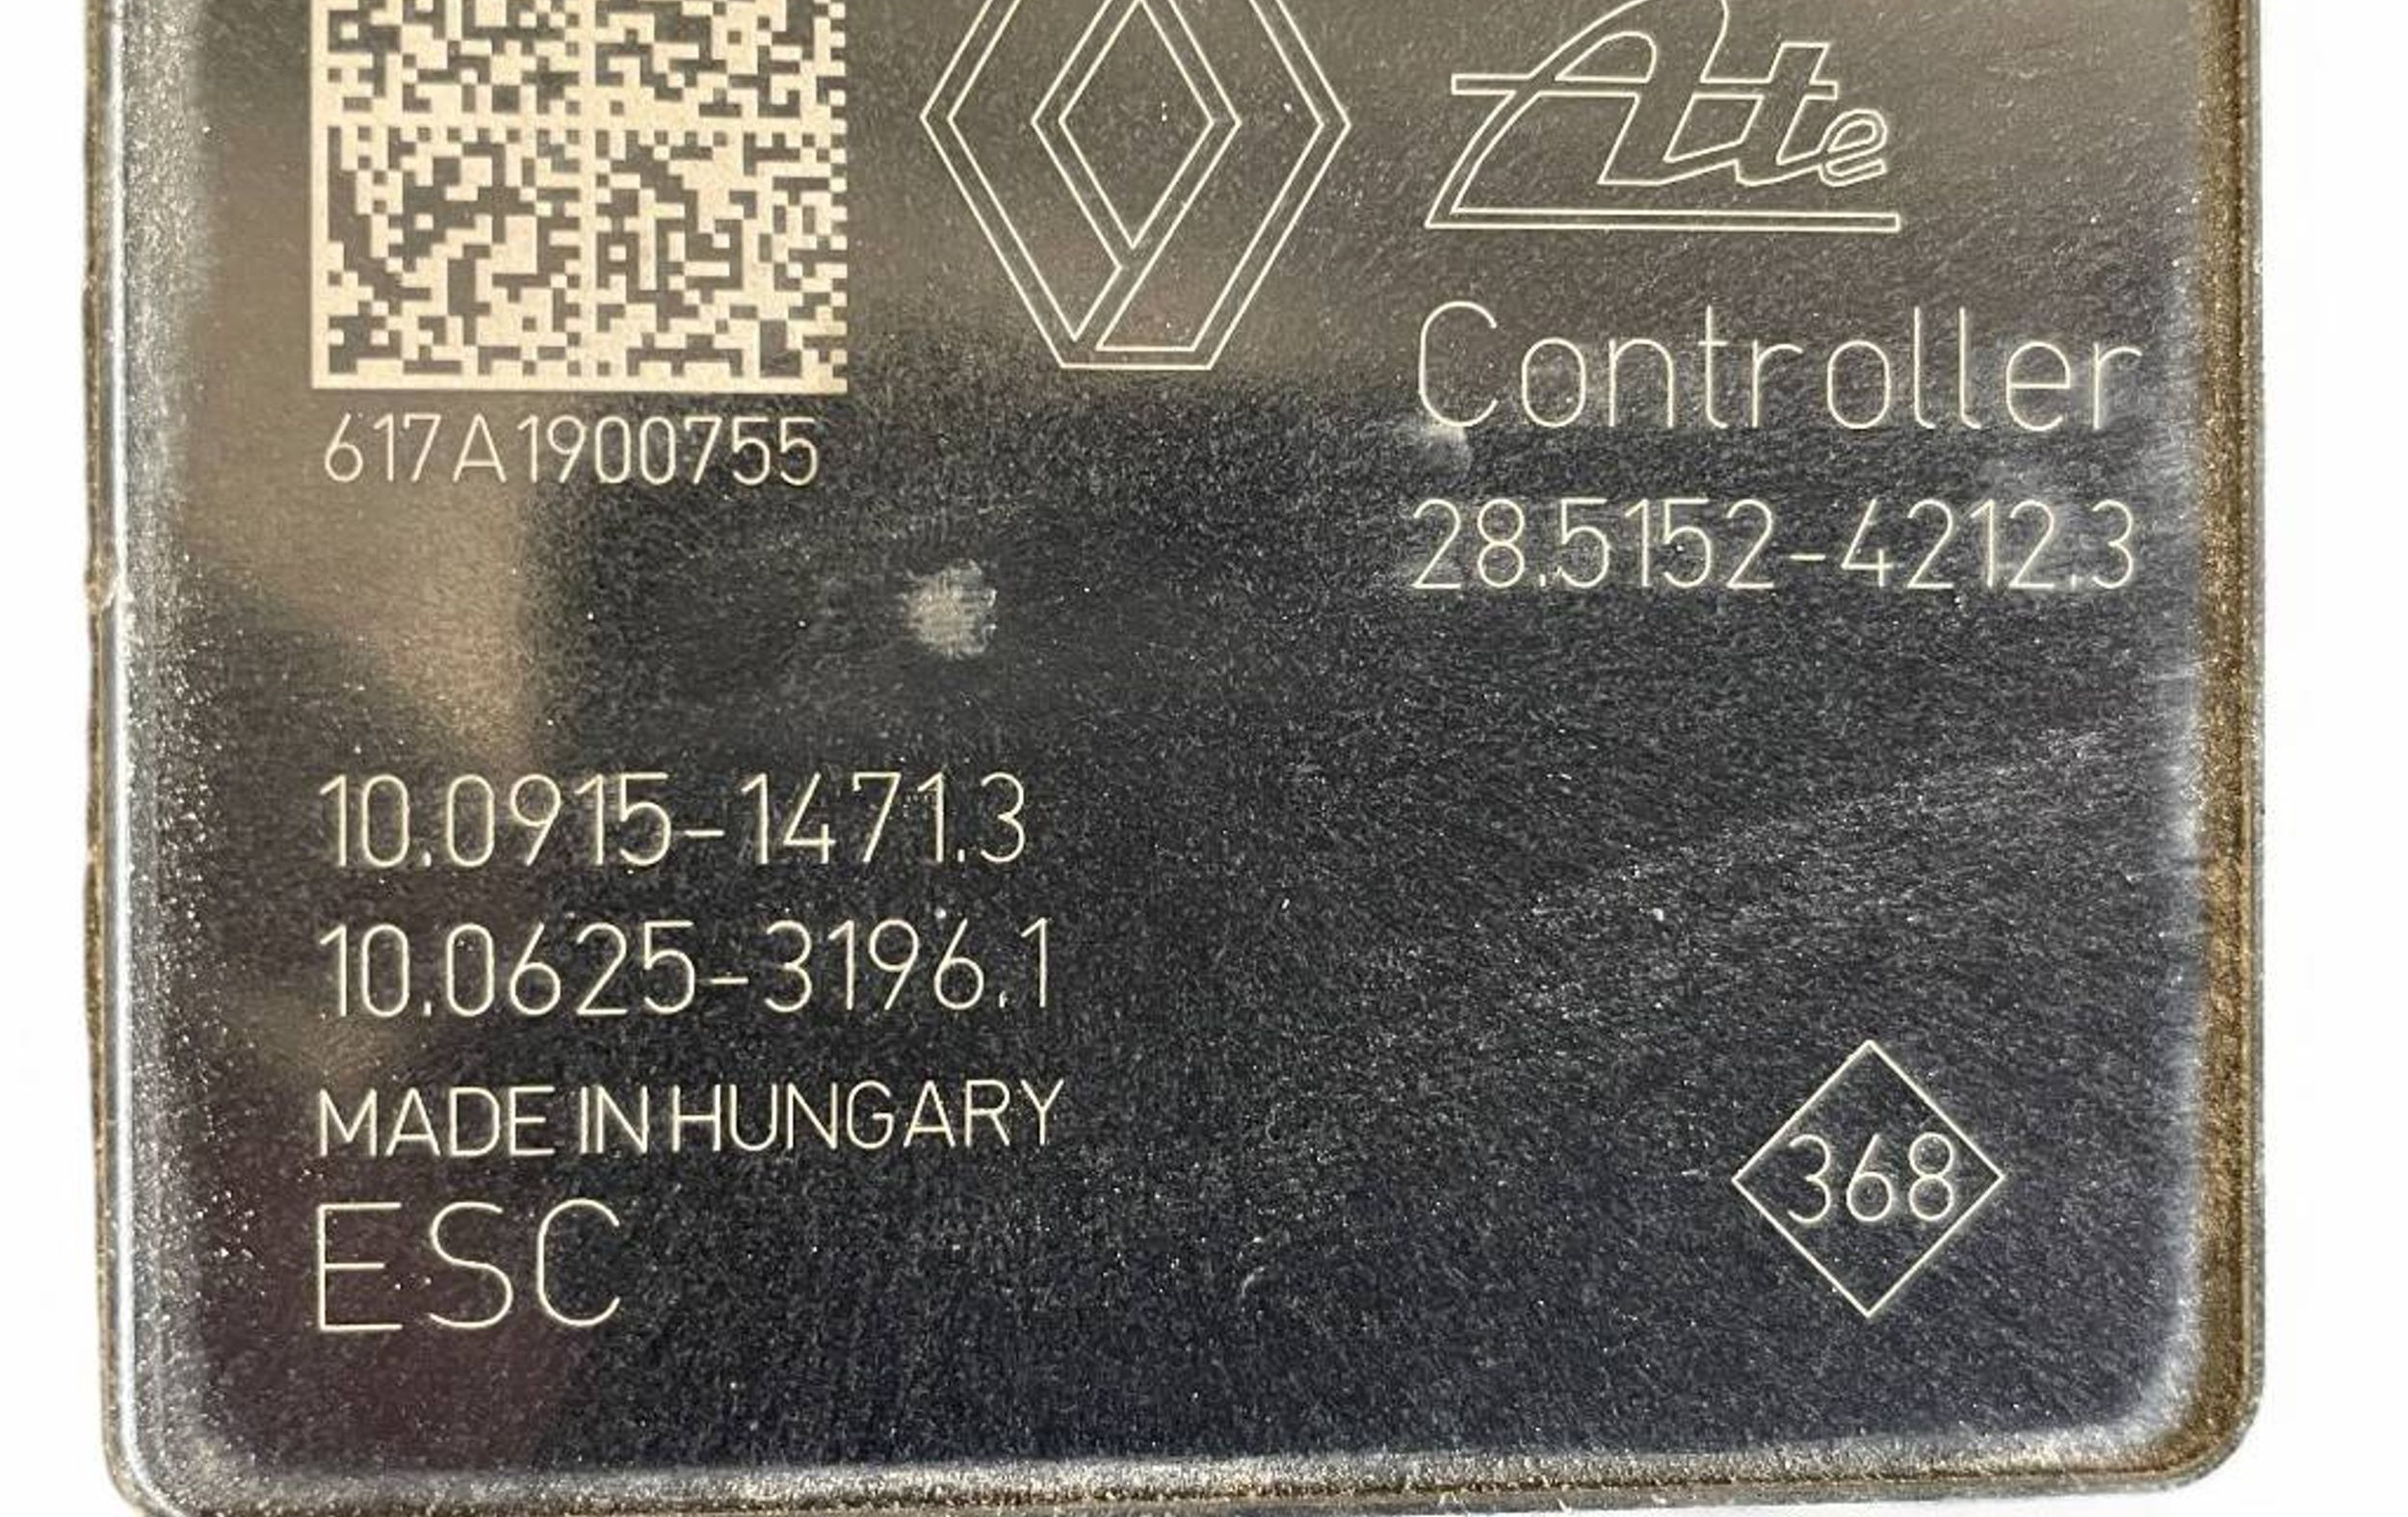 Ate
Controller
617A1900755
28.5152-4212.3
10.0915-1471.3
10.0625-3196.1
MADE IN HUNGARY
368
ESC